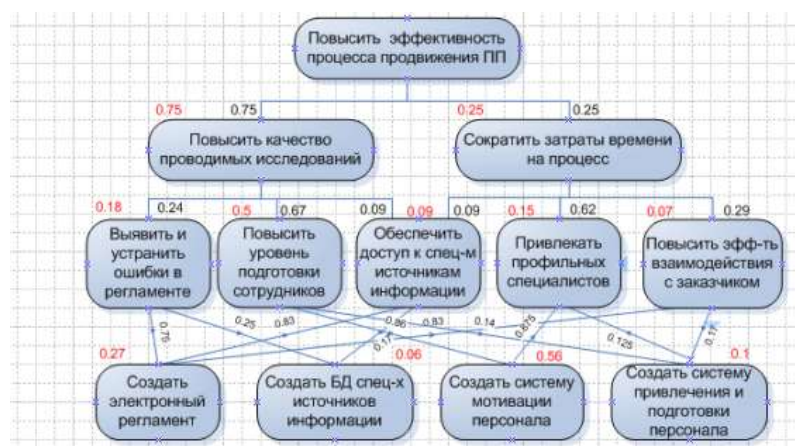 Повысить эффективность
процесса продвижения ПП
0.75 0.75 0.25 0.25
Повысить качество
проводимых исследований
Сократить затраты времени
на процесс
0.18 0.24 0.5 0.67 0.09 0.09 0.09 0.15 0.62 0.07 0.29
Выявить и
устранить
ошибки в
регламенте
Повысить
уровень
подготовки
сотрудников
Обеспечить
доступ к спец-м
источникам
информации
Привлекать
профильных
специалистов
Повысить эфф-ть
взаимодействия
с заказчиком
0.75 0.25 0.83 0.17 0.86 0.83 0.14 0.875 0.125 0.17
0.27 0.06 0.56 0.1
Создать
электронный
регламент
Создать БД спец-х
источников
информации
Создать систему
мотивации
персонала
Создать систему
привлечения и
подготовки
персонала